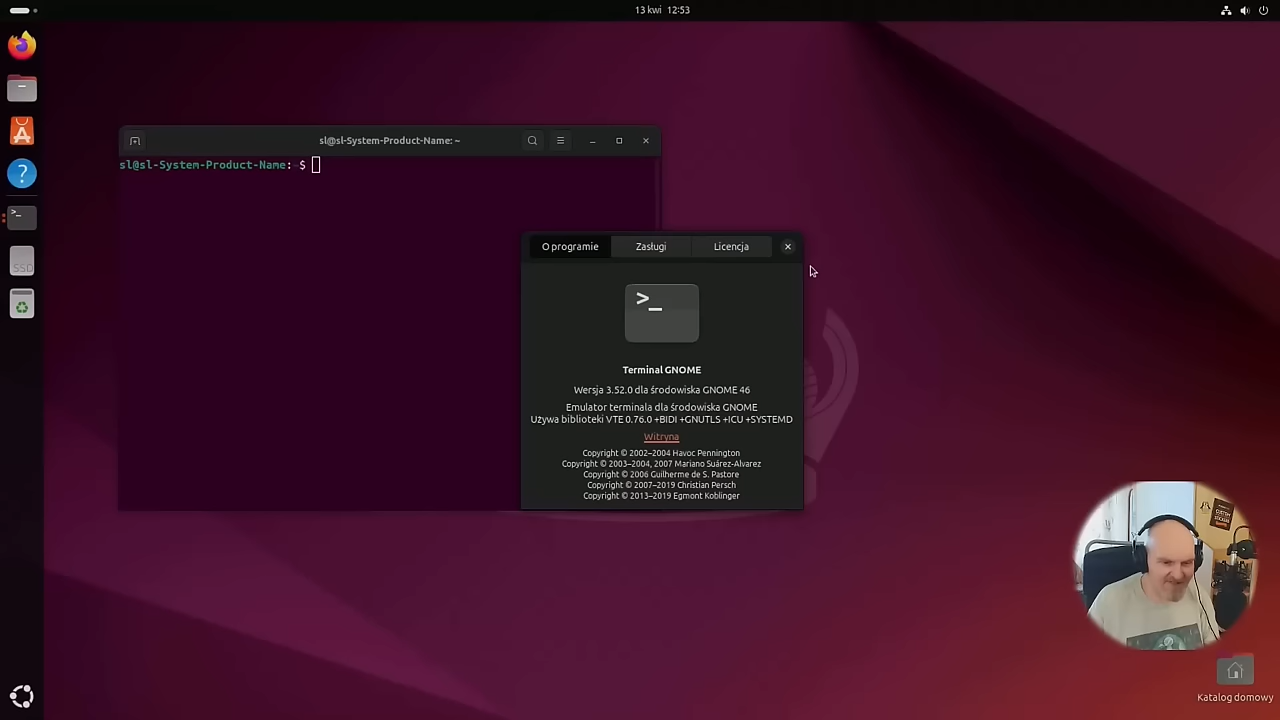 13 kwi 12:53
sl@sl-System-Product-Name: ~
sl@sl-System-Product-Name: $
O programie
Zasługi
Licencja
>_
Terminal GNOME
Wersja 3.52.0 dla środowiska GNOME 46
Emulator terminala dla środowiska GNOME
Używa biblioteki VTE 0.76.0 +BIDI +GNUTLS +ICU +SYSTEMD
Witryna
Copyright © 2002–2004 Havoc Pennington
Copyright © 2003–2004, 2007 Mariano Suárez-Alvarez
Copyright © 2006 Guilherme de S. Pastore
Copyright © 2007–2019 Christian Persch
Copyright © 2013–2019 Egmont Koblinger
SSD
Katalog domowy